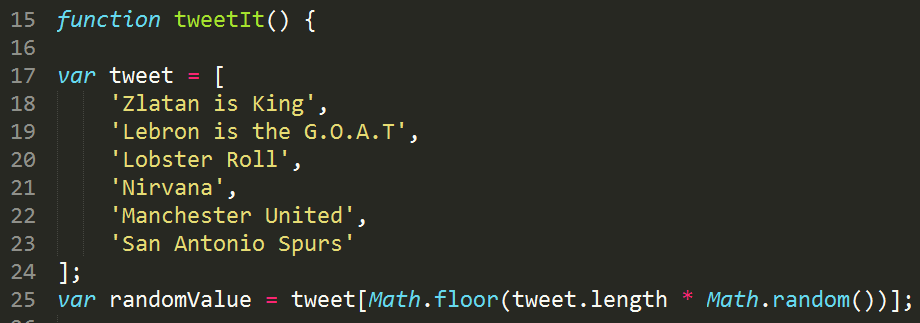 15 function tweetIt() {
16
17 var tweet = [
18 'Zlatan is King',
19 'Lebron is the G.O.A.T',
20 'Lobster Roll',
21 'Nirvana',
22 'Manchester United',
23 'San Antonio Spurs'
24 ];
25 var randomValue = tweet[Math.floor(tweet.length * Math.random())];